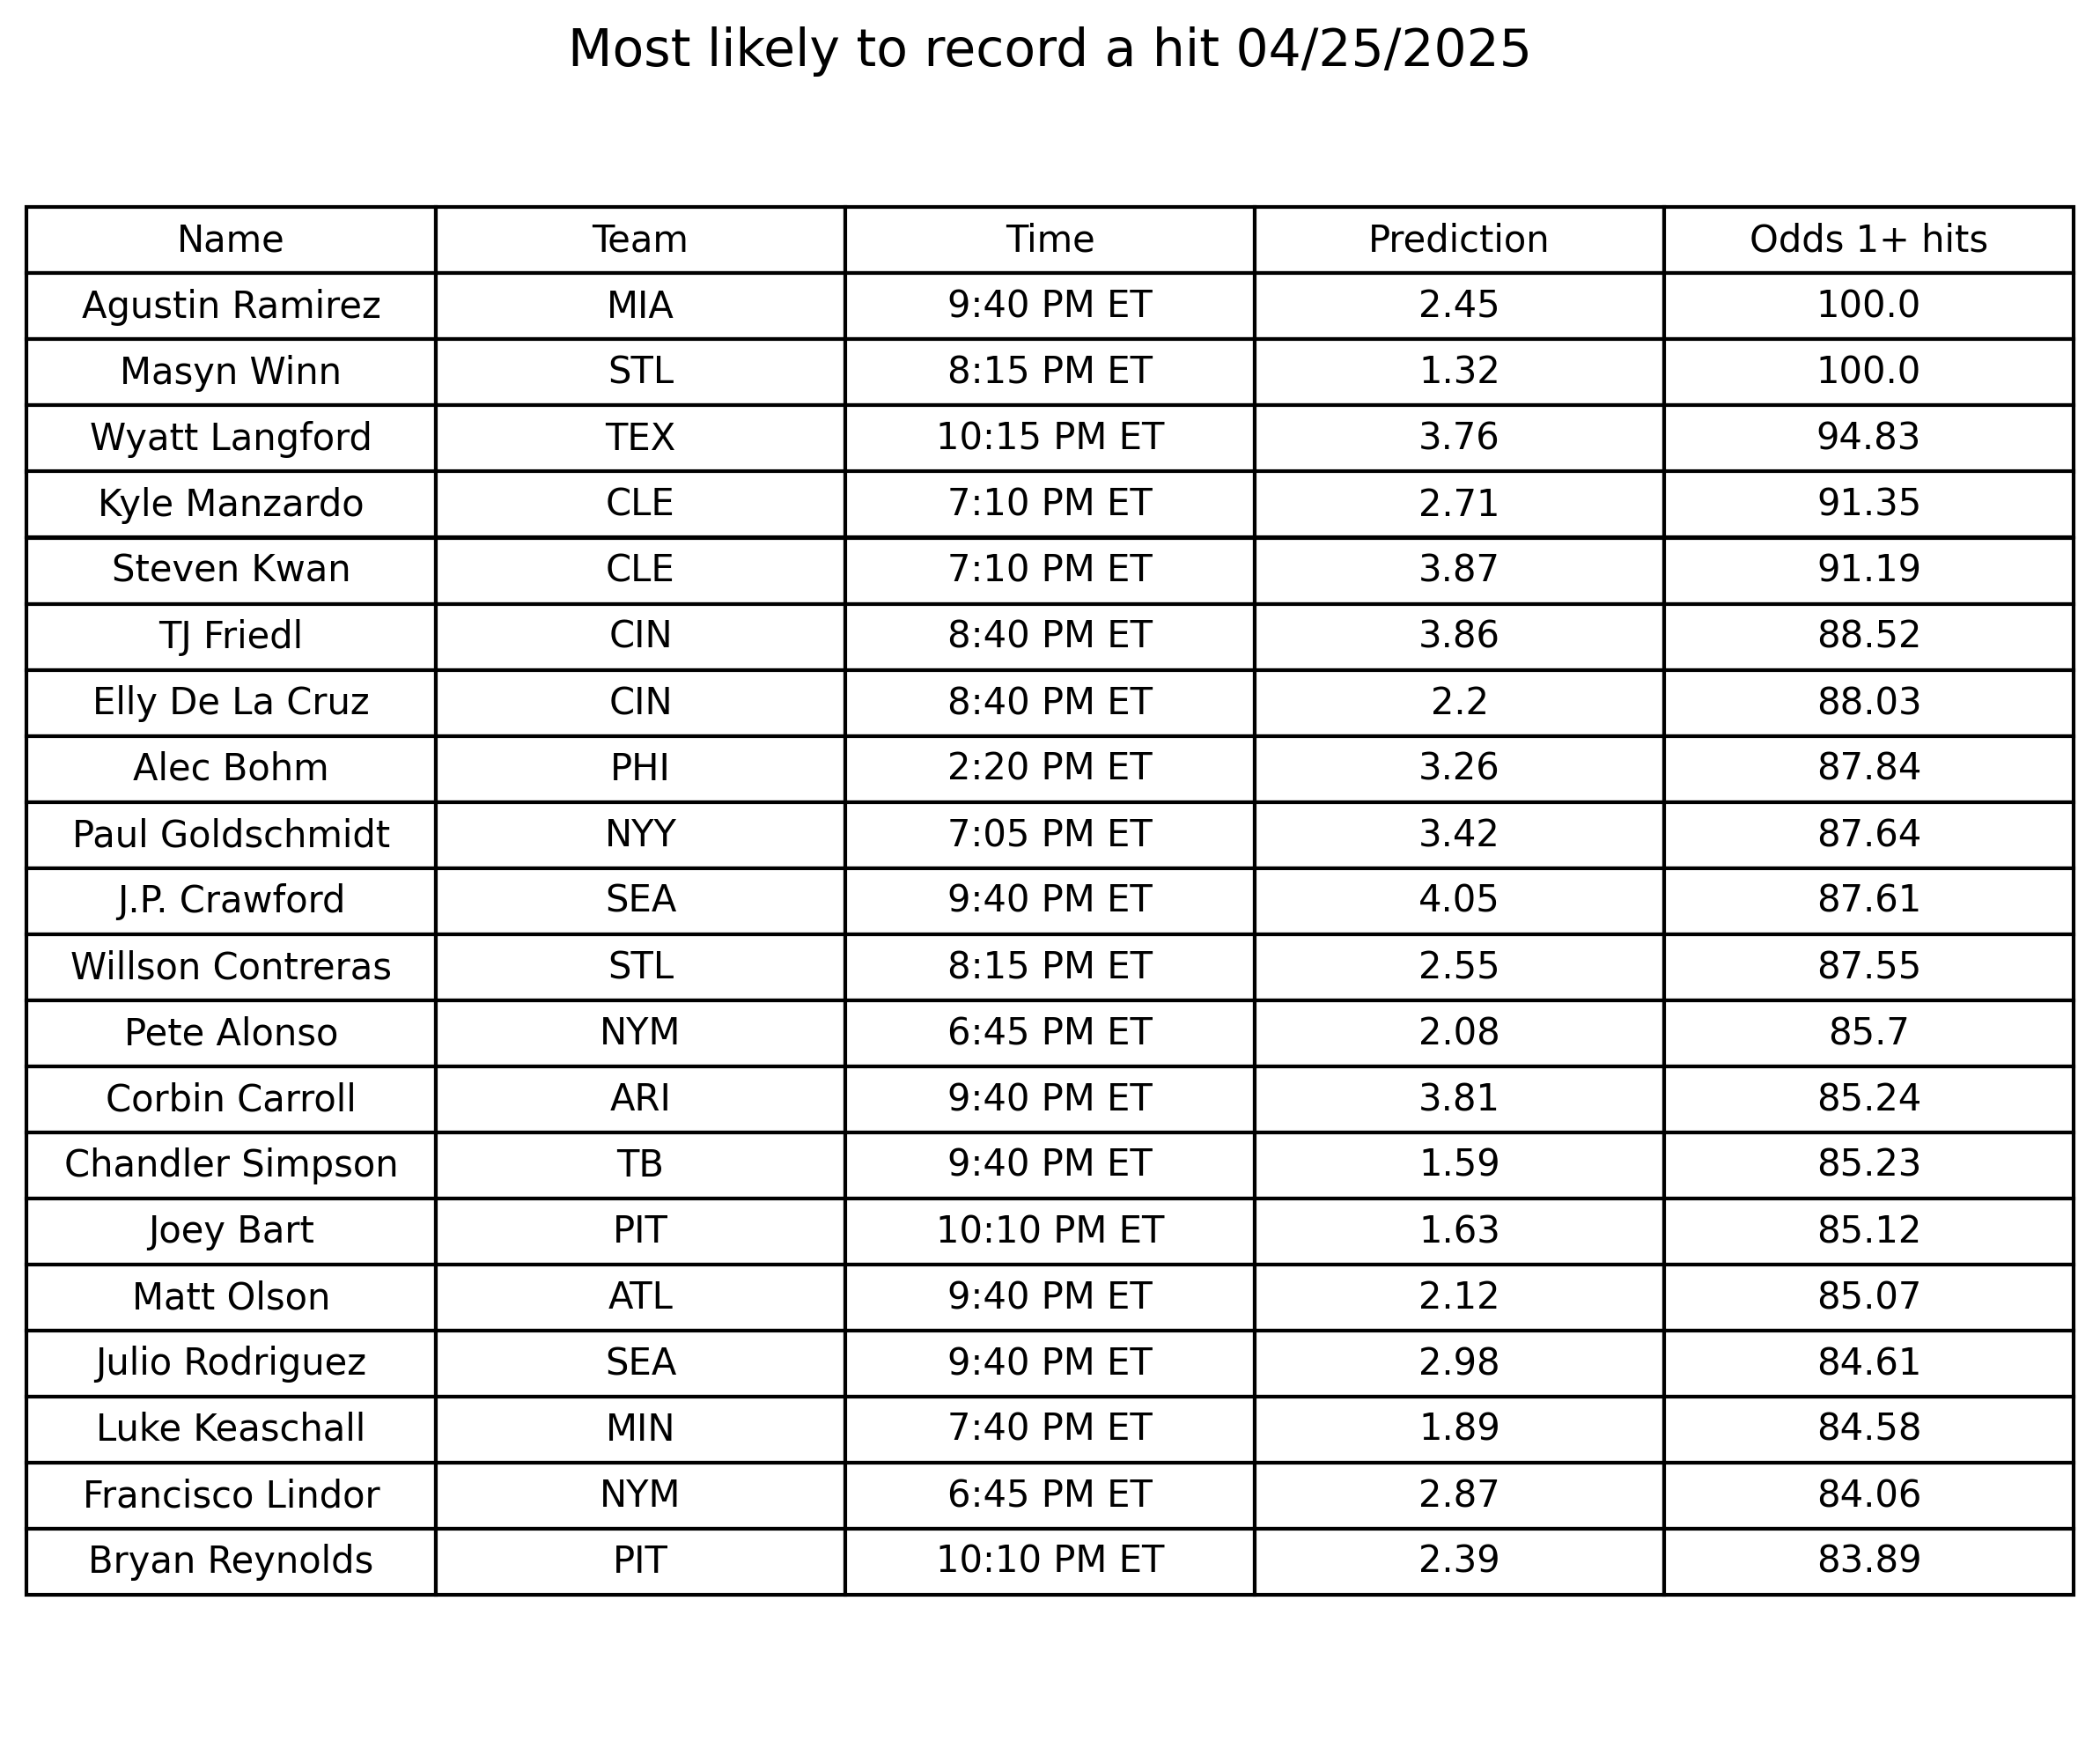 Most likely to record a hit 04/25/2025
Name Team Time Prediction Odds 1+ hits
Agustin Ramirez MIA 9:40 PM ET 2.45 100.0
Masyn Winn STL 8:15 PM ET 1.32 100.0
Wyatt Langford TEX 10:15 PM ET 3.76 94.83
Kyle Manzardo CLE 7:10 PM ET 2.71 91.35
Steven Kwan CLE 7:10 PM ET 3.87 91.19
TJ Friedl CIN 8:40 PM ET 3.86 88.52
Elly De La Cruz CIN 8:40 PM ET 2.2 88.03
Alec Bohm PHI 2:20 PM ET 3.26 87.84
Paul Goldschmidt NYY 7:05 PM ET 3.42 87.64
J.P. Crawford SEA 9:40 PM ET 4.05 87.61
Willson Contreras STL 8:15 PM ET 2.55 87.55
Pete Alonso NYM 6:45 PM ET 2.08 85.7
Corbin Carroll ARI 9:40 PM ET 3.81 85.24
Chandler Simpson TB 9:40 PM ET 1.59 85.23
Joey Bart PIT 10:10 PM ET 1.63 85.12
Matt Olson ATL 9:40 PM ET 2.12 85.07
Julio Rodriguez SEA 9:40 PM ET 2.98 84.61
Luke Keaschall MIN 7:40 PM ET 1.89 84.58
Francisco Lindor NYM 6:45 PM ET 2.87 84.06
Bryan Reynolds PIT 10:10 PM ET 2.39 83.89